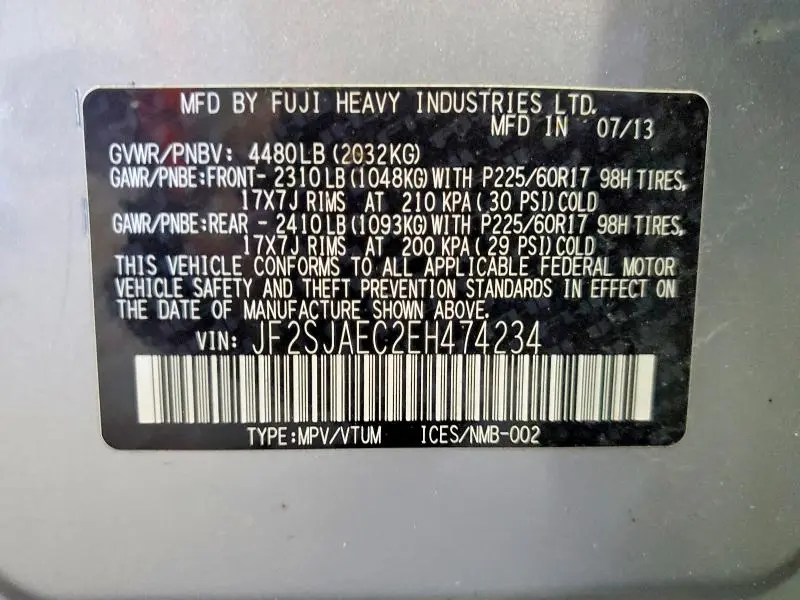 MFD BY FUJI HEAVY INDUSTRIES LTD.
MFD IN 07/13
GVWR/PNBV: 4480LB(2032KG)
GAWR/PNBE:FRONT- 2310LB(1048KG)WITH P225/60R17 98H TIRES,
17X7J RIMS AT 210 KPA( 30 PSI)COLD
GAWR/PNBE:REAR - 2410LB(1093KG)WITH P225/60R17 98H TIRES,
17X7J RIMS AT 200 KPA( 29 PSI)COLD
THIS VEHICLE CONFORMS TO ALL APPLICABLE FEDERAL MOTOR
VEHICLE SAFETY AND THEFT PREVENTION STANDARDS IN EFFECT ON
THE DATE OF MANUFACTURE SHOWN ABOVE.
VIN: JF2SJAEC2EH474234
TYPE:MPV/VTUM ICES/NMB-002